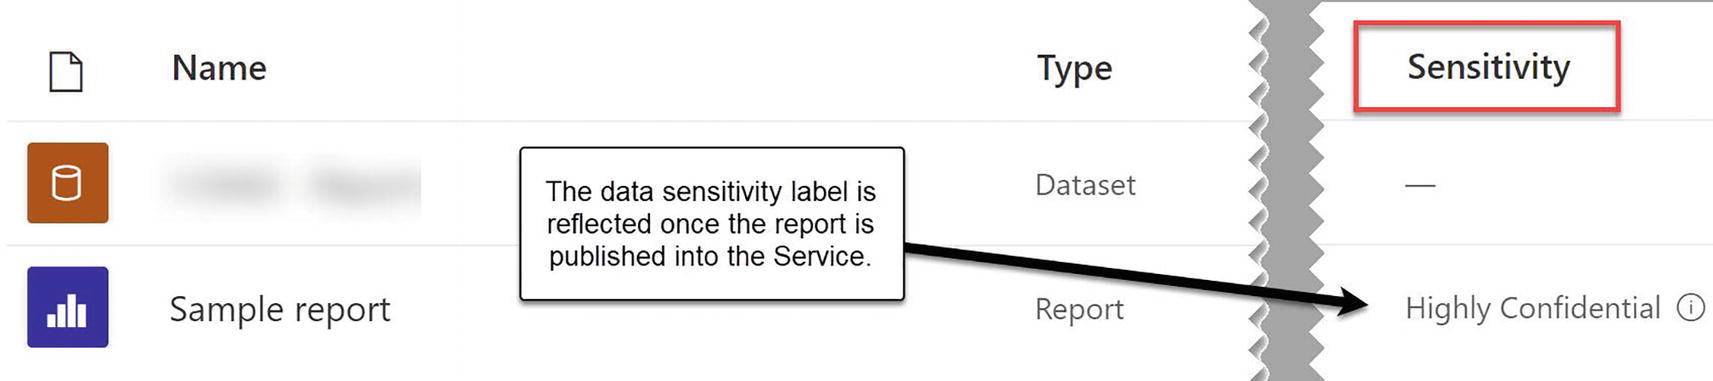 Name Type Sensitivity
Dataset —
The data sensitivity label is
reflected once the report is
published into the Service.
Sample report Report Highly Confidential